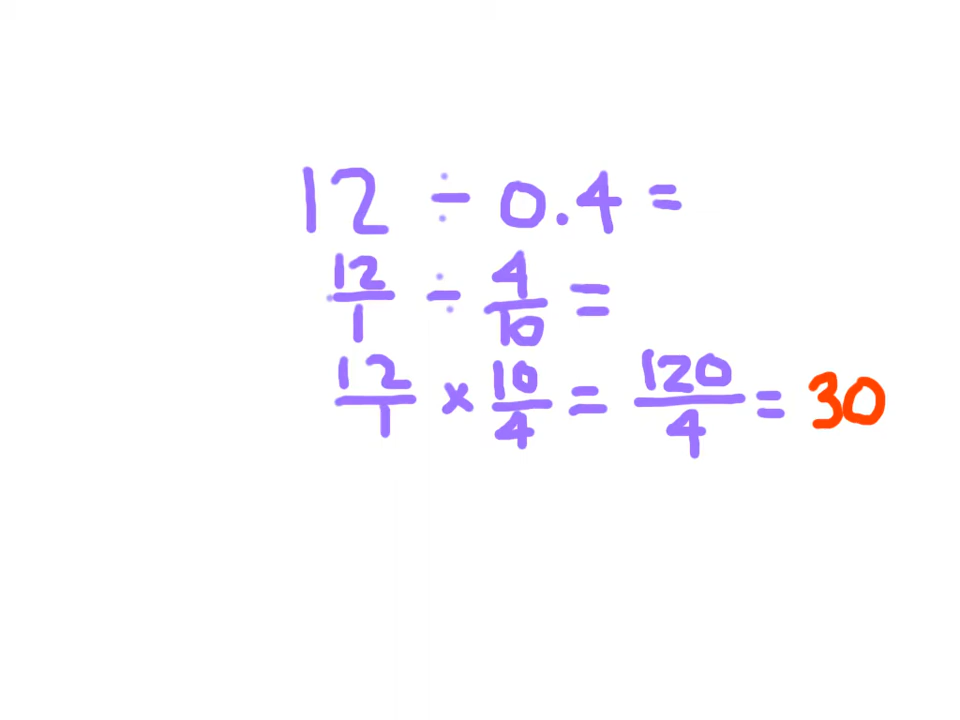 12 ÷ 0.4 =
12/1 ÷ 4/10 =
12/1 × 10/4 = 120/4 = 30